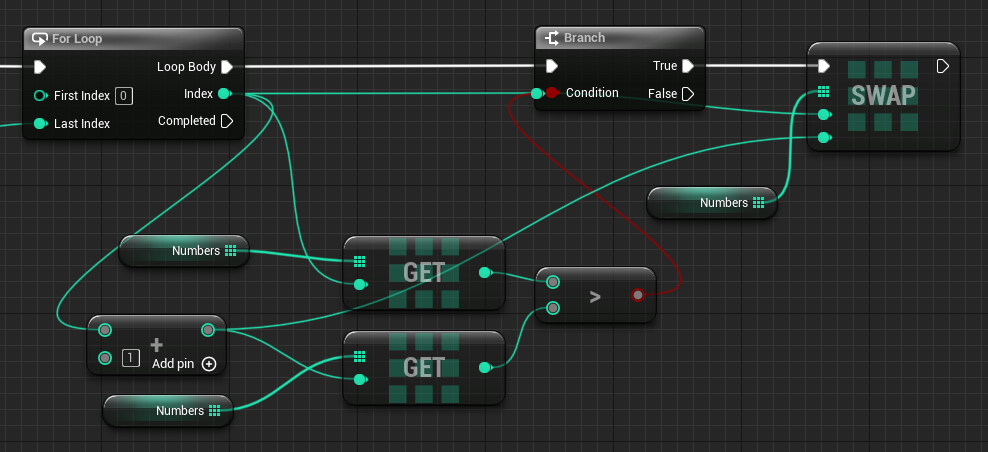 For Loop
Loop Body
First Index 0
Index
Last Index
Completed
Branch
True
Condition
False
SWAP
Numbers
Numbers
GET
>
+
1
Add pin
GET
Numbers